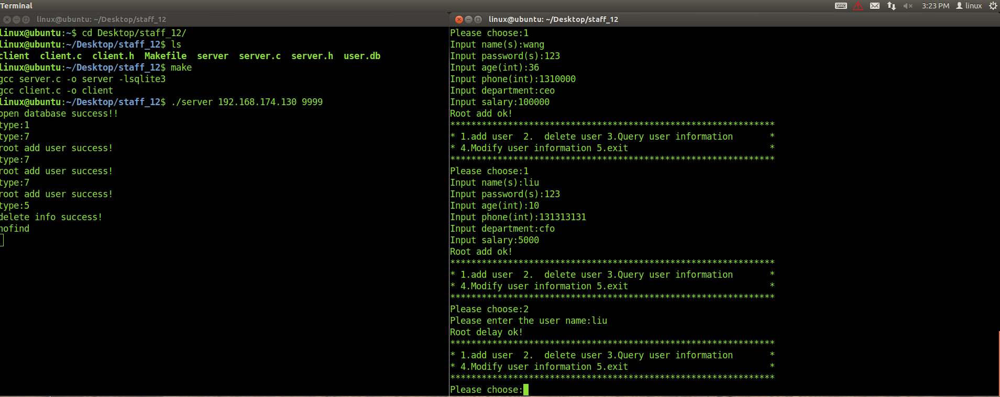 Terminal
3:23 PM linux
linux@ubuntu: ~/Desktop/staff_12
linux@ubuntu:~$ cd Desktop/staff_12/
linux@ubuntu:~/Desktop/staff_12$ ls
client  client.c  client.h  Makefile  server  server.c  server.h  user.db
linux@ubuntu:~/Desktop/staff_12$ make
gcc server.c -o server -lsqlite3
gcc client.c -o client
linux@ubuntu:~/Desktop/staff_12$ ./server 192.168.174.130 9999
open database success!!
type:1
type:7
root add user success!
type:7
root add user success!
type:7
root add user success!
type:5
delete info success!
nofind
linux@ubuntu: ~/Desktop/staff_12
Please choose:1
Input name(s):wang
Input password(s):123
Input age(int):36
Input phone(int):1310000
Input department:ceo
Input salary:100000
Root add ok!
**************************************************************
* 1.add user  2.  delete user 3.Query user information       *
* 4.Modify user information 5.exit                           *
**************************************************************
Please choose:1
Input name(s):liu
Input password(s):123
Input age(int):10
Input phone(int):131313131
Input department:cfo
Input salary:5000
Root add ok!
**************************************************************
* 1.add user  2.  delete user 3.Query user information       *
* 4.Modify user information 5.exit                           *
**************************************************************
Please choose:2
Please enter the user name:liu
Root delay ok!
**************************************************************
* 1.add user  2.  delete user 3.Query user information       *
* 4.Modify user information 5.exit                           *
**************************************************************
Please choose: